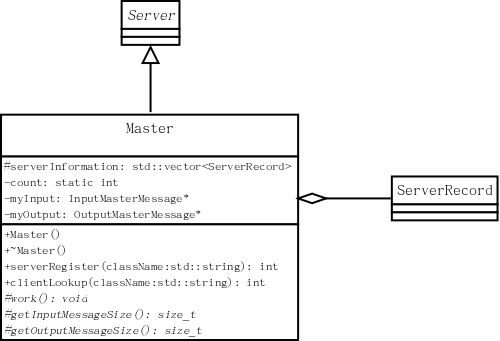 Server
Master
#serverInformation: std::vector<ServerRecord>
-count: static int
-myInput: InputMasterMessage*
-myOutput: OutputMasterMessage*
ServerRecord
+Master()
+~Master()
+serverRegister(className:std::string): int
+clientLookup(className:std::string): int
#work(): void
#getInputMessageSize(): size_t
#getOutputMessageSize(): size_t